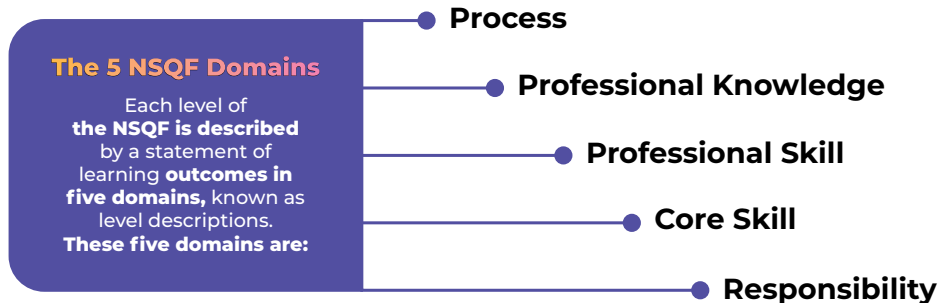 The 5 NSQF Domains
Each level of
the NSQF is described
by a statement of
learning outcomes in
five domains, known as
level descriptions.
These five domains are:
Process
Professional Knowledge
Professional Skill
Core Skill
Responsibility